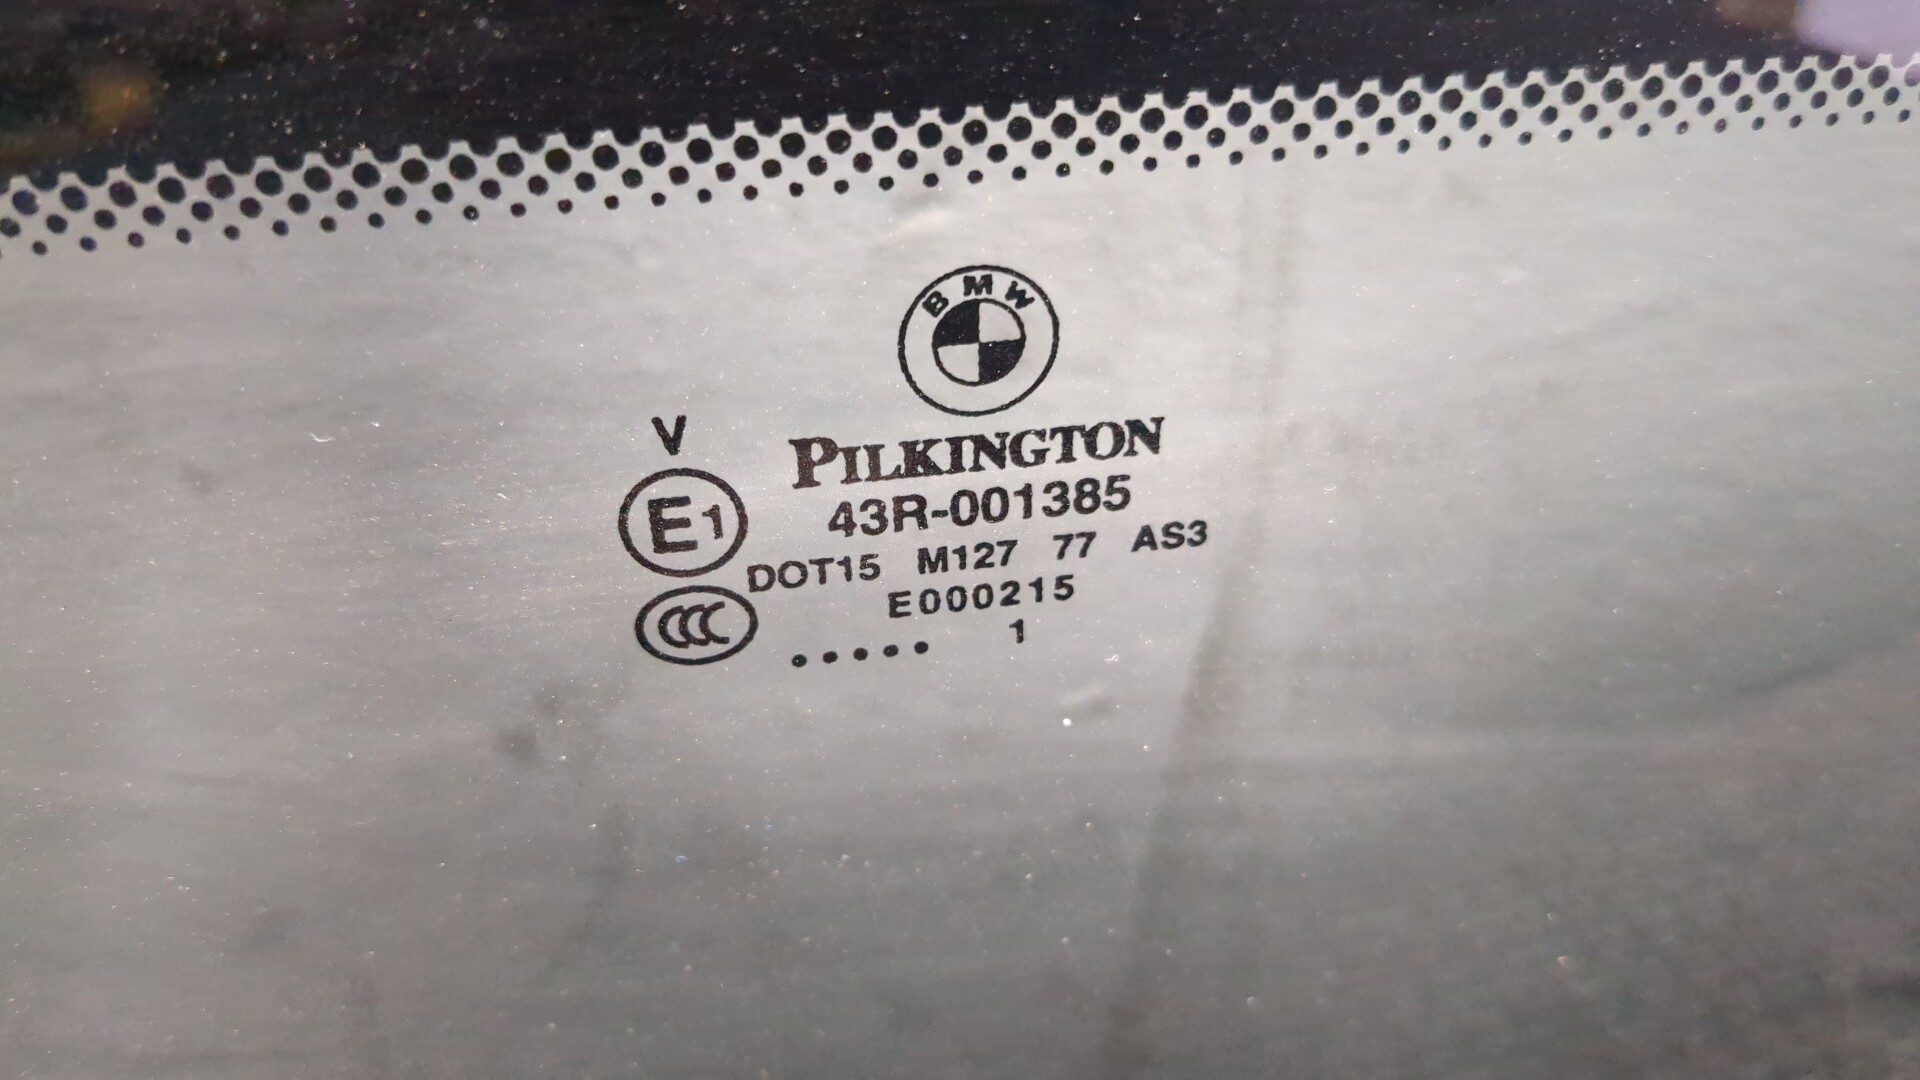 BMW
V
PILKINGTON
E1
43R-001385
DOT15 M127 77 AS3
CCC
E000215
..... 1